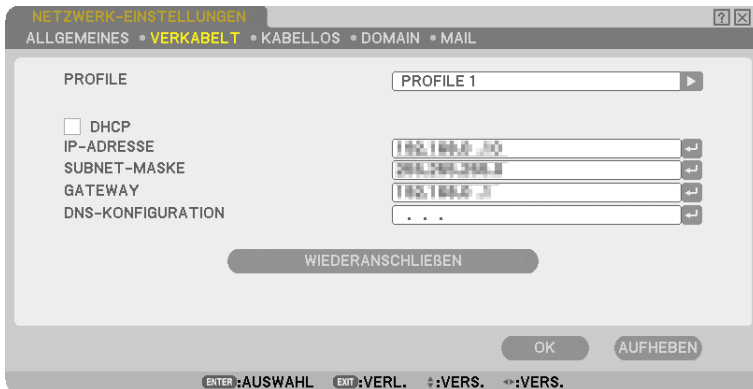 NETZWERK-EINSTELLUNGEN
ALLGEMEINES • VERKABELT • KABELLOS • DOMAIN • MAIL
PROFILE PROFILE 1
DHCP
IP-ADRESSE
SUBNET-MASKE
GATEWAY
DNS-KONFIGURATION . . .
WIEDERANSCHLIEßEN
OK AUFHEBEN
ENTER :AUSWAHL EXIT :VERL. :VERS. :VERS.